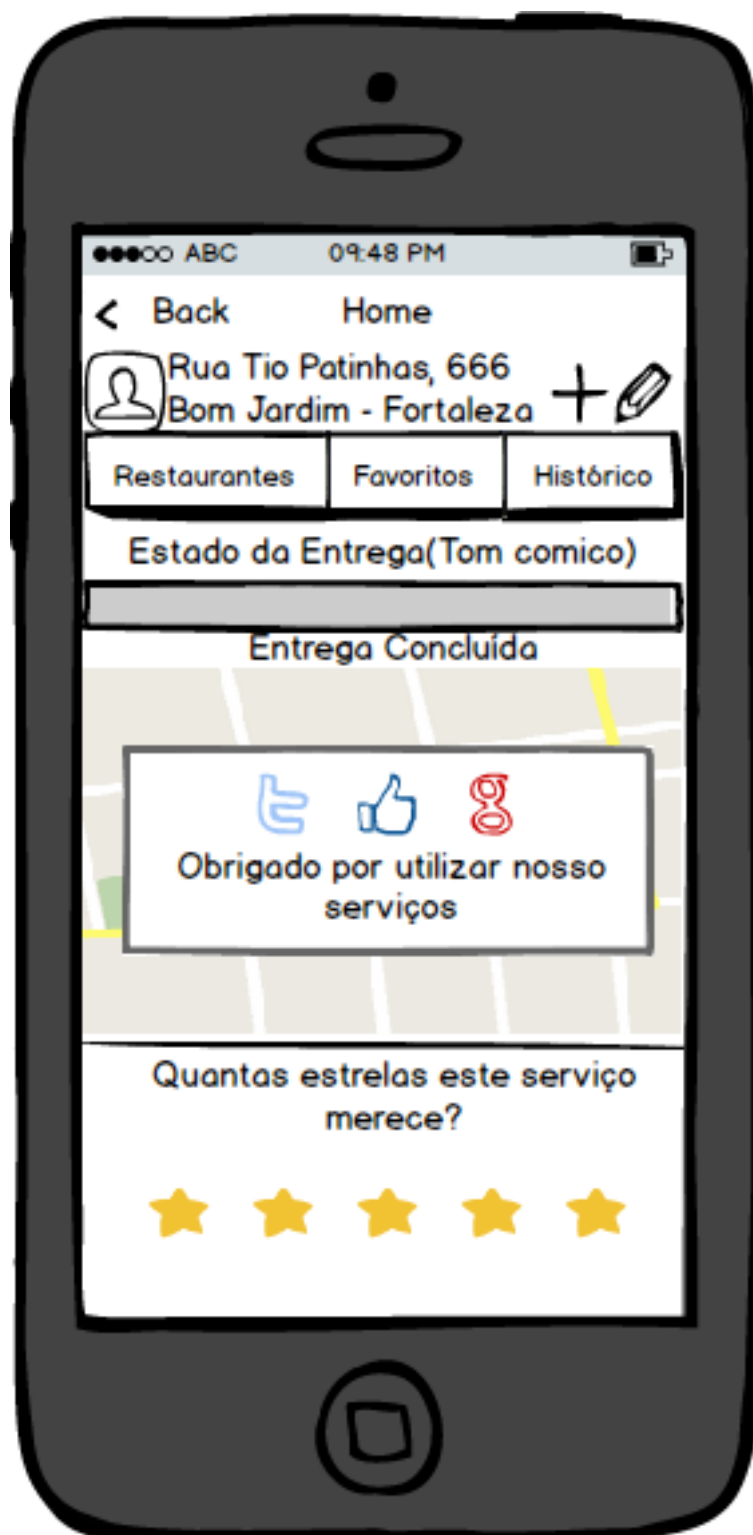 ABC 09:48 PM
Back Home
Rua Tio Patinhas, 666
Bom Jardim - Fortaleza
Restaurantes Favoritos Histórico
Estado da Entrega(Tom comico)
Entrega Concluída
Obrigado por utilizar nosso
serviços
Quantas estrelas este serviço
merece?